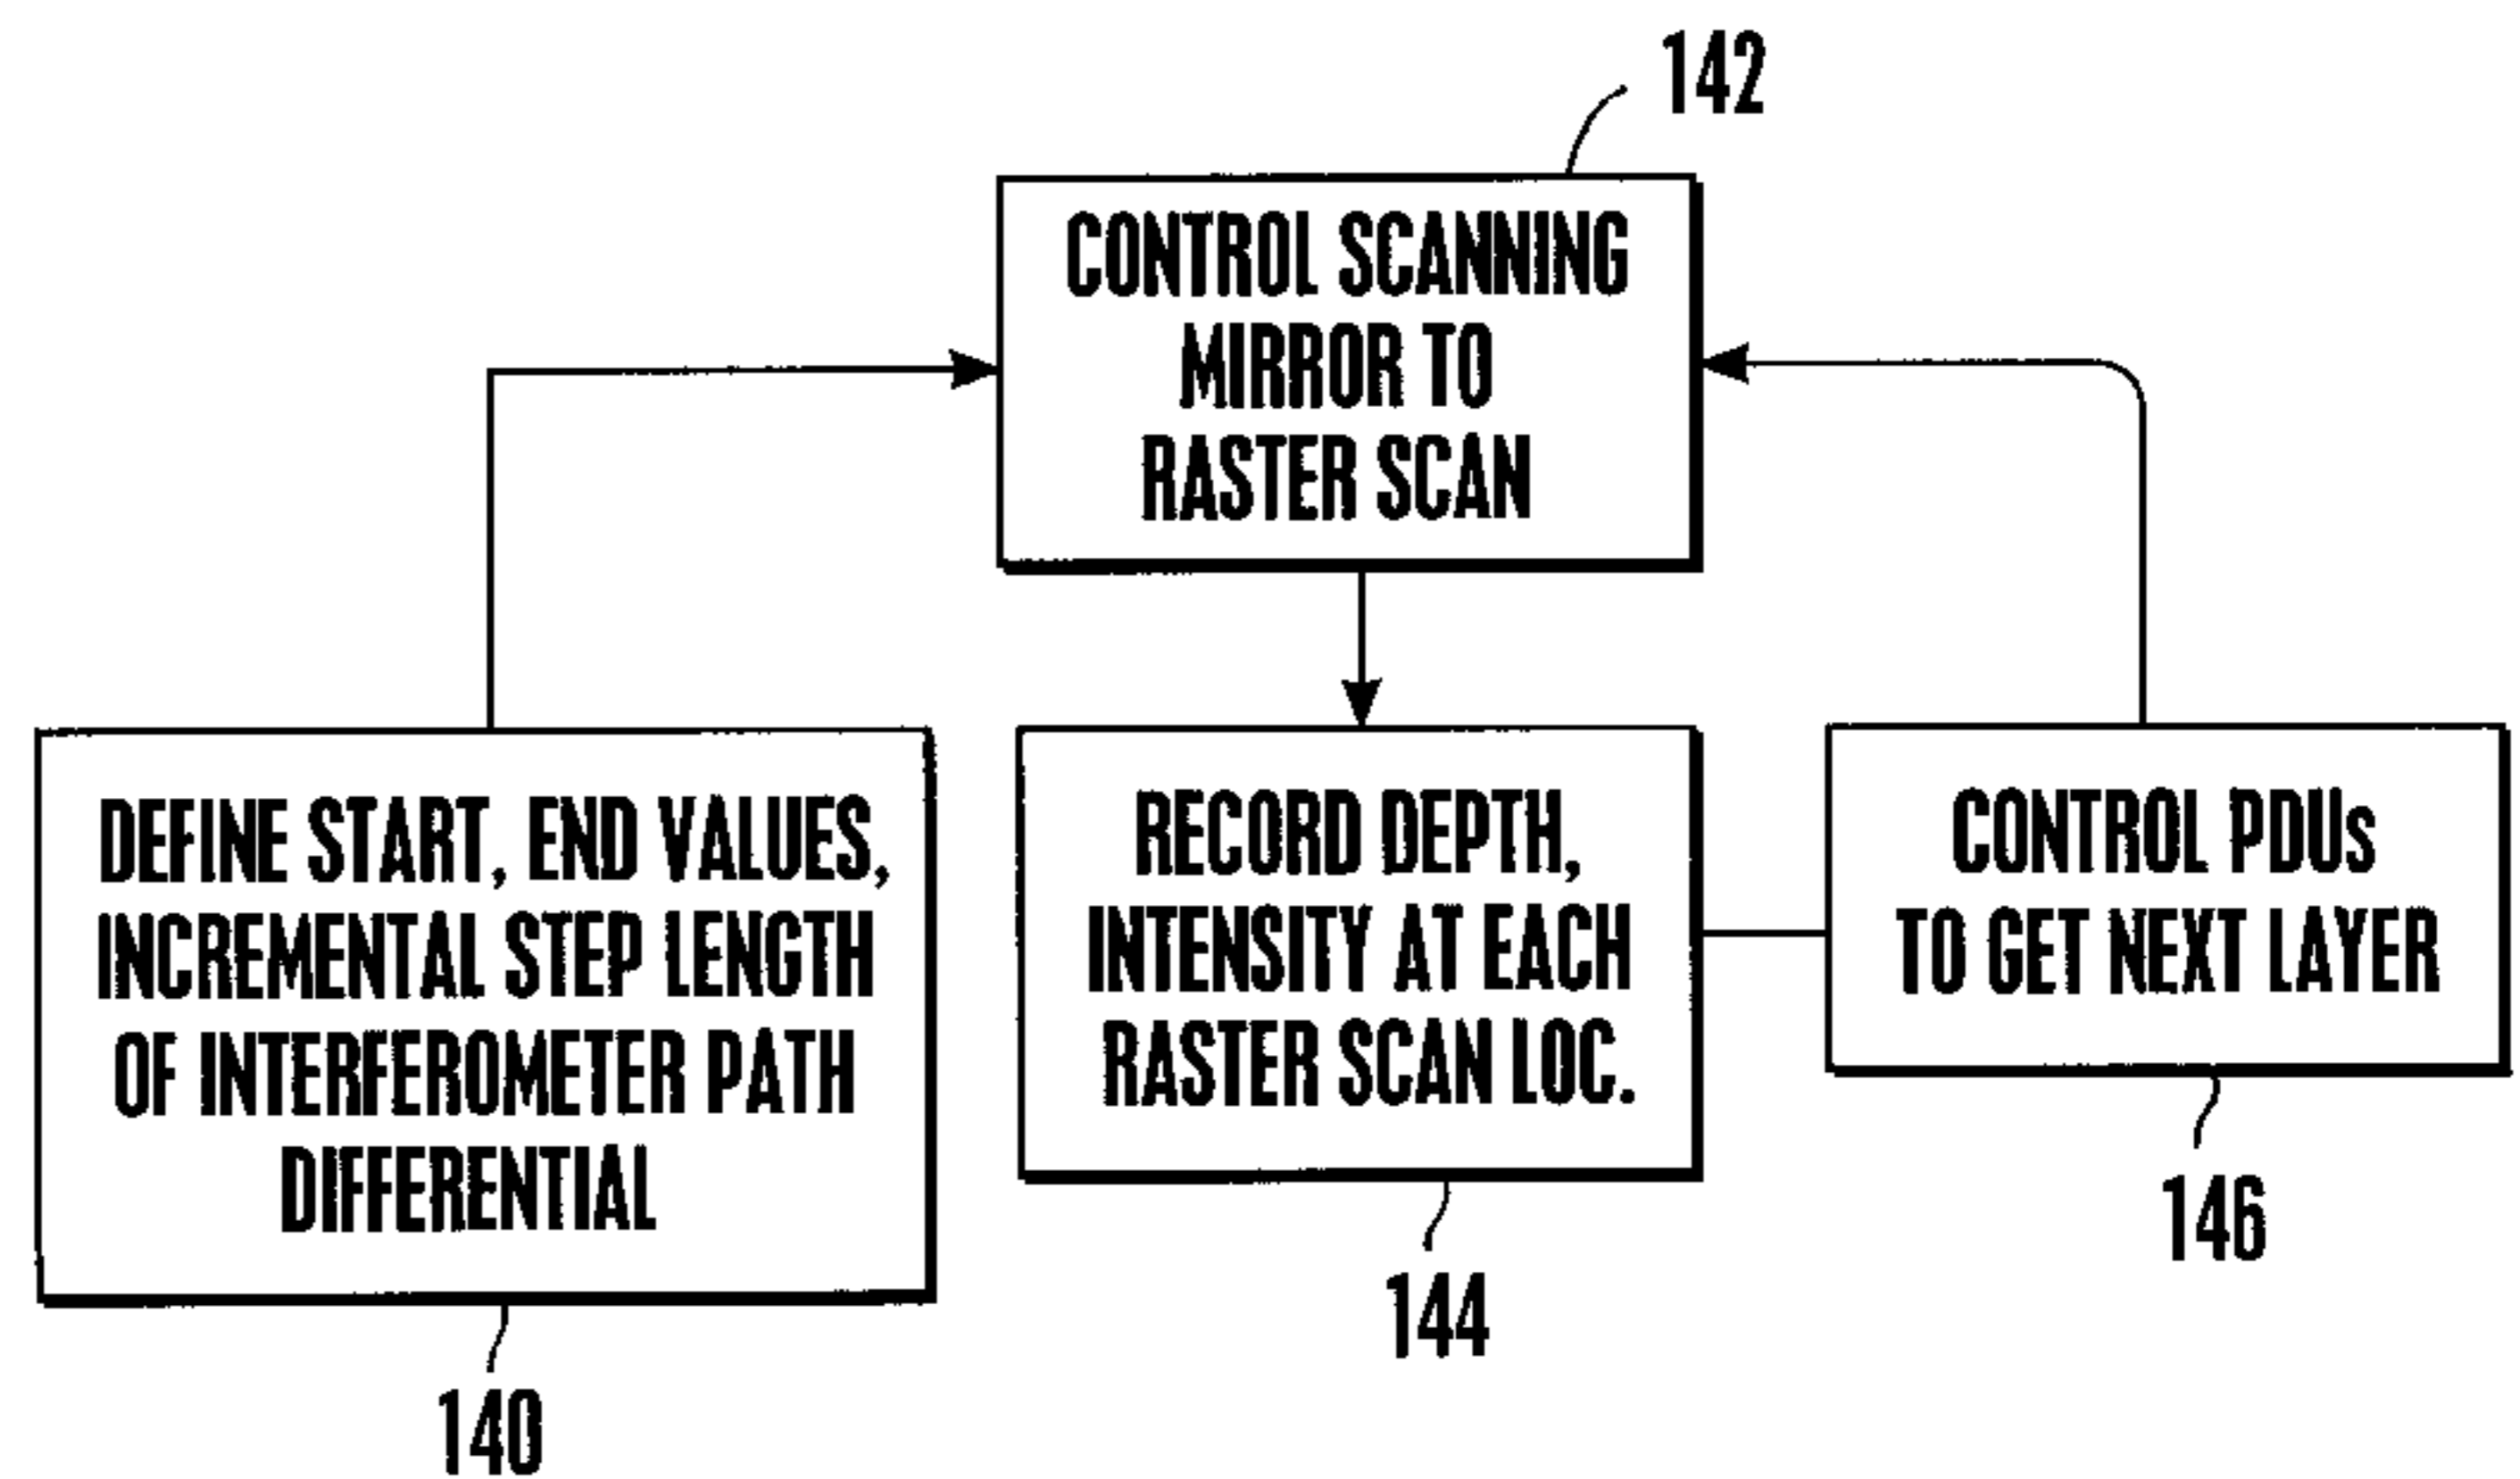 142
CONTROL SCANNING
MIRROR TO
RASTER SCAN
DEFINE START, END VALUES,
INCREMENTAL STEP LENGTH
OF INTERFEROMETER PATH
DIFFERENTIAL
140
RECORD DEPTH,
INTENSITY AT EACH
RASTER SCAN LOC.
144
CONTROL PDUs
TO GET NEXT LAYER
146